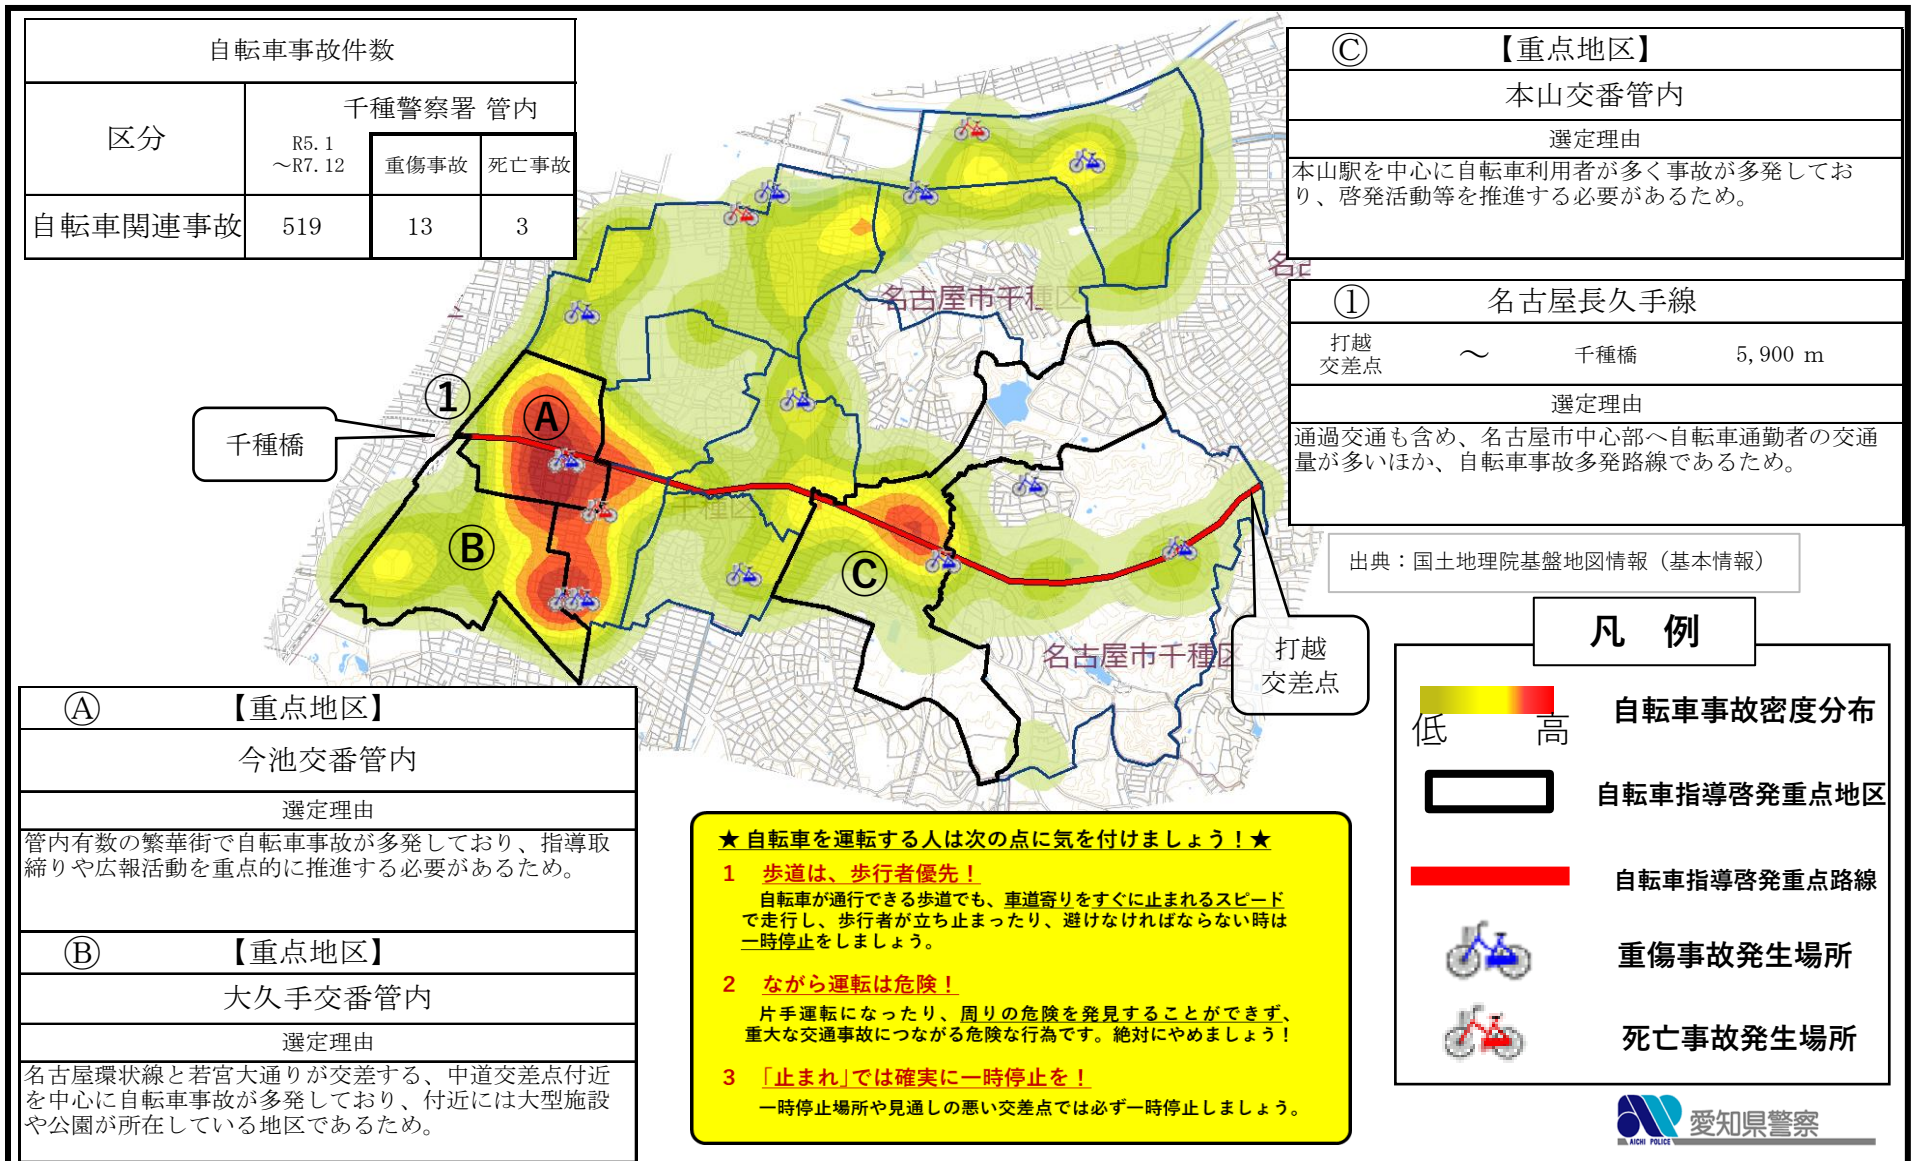 自転車事故件数
区分
千種警察署 管内
R5.1
～R7.12
重傷事故
死亡事故
自転車関連事故
519
13
3
Ⓒ 【重点地区】
本山交番管内
選定理由
本山駅を中心に自転車利用者が多く事故が多発してお
り、啓発活動等を推進する必要があるため。
① 名古屋長久手線
打越
交差点
～
千種橋
5,900 m
選定理由
通過交通も含め、名古屋市中心部へ自転車通勤者の交通
量が多いほか、自転車事故多発路線であるため。
出典：国土地理院基盤地図情報（基本情報）
名古屋市千種区
①
Ⓐ
千種橋
千種区
Ⓑ
Ⓒ
名古屋市千種区
打越
交差点
凡 例
低 高
自転車事故密度分布
自転車指導啓発重点地区
自転車指導啓発重点路線
重傷事故発生場所
死亡事故発生場所
Ⓐ 【重点地区】
今池交番管内
選定理由
管内有数の繁華街で自転車事故が多発しており、指導取
締りや広報活動を重点的に推進する必要があるため。
Ⓑ 【重点地区】
大久手交番管内
選定理由
名古屋環状線と若宮大通りが交差する、中道交差点付近
を中心に自転車事故が多発しており、付近には大型施設
や公園が所在している地区であるため。
★ 自転車を運転する人は次の点に気を付けましょう！★
1 歩道は、歩行者優先！
自転車が通行できる歩道でも、車道寄りをすぐに止まれるスピード
で走行し、歩行者が立ち止まったり、避けなければならない時は
一時停止をしましょう。
2 ながら運転は危険！
片手運転になったり、周りの危険を発見することができず、
重大な交通事故につながる危険な行為です。絶対にやめましょう！
3 「止まれ」では確実に一時停止を！
一時停止場所や見通しの悪い交差点では必ず一時停止しましょう。
AICHI POLICE
愛知県警察